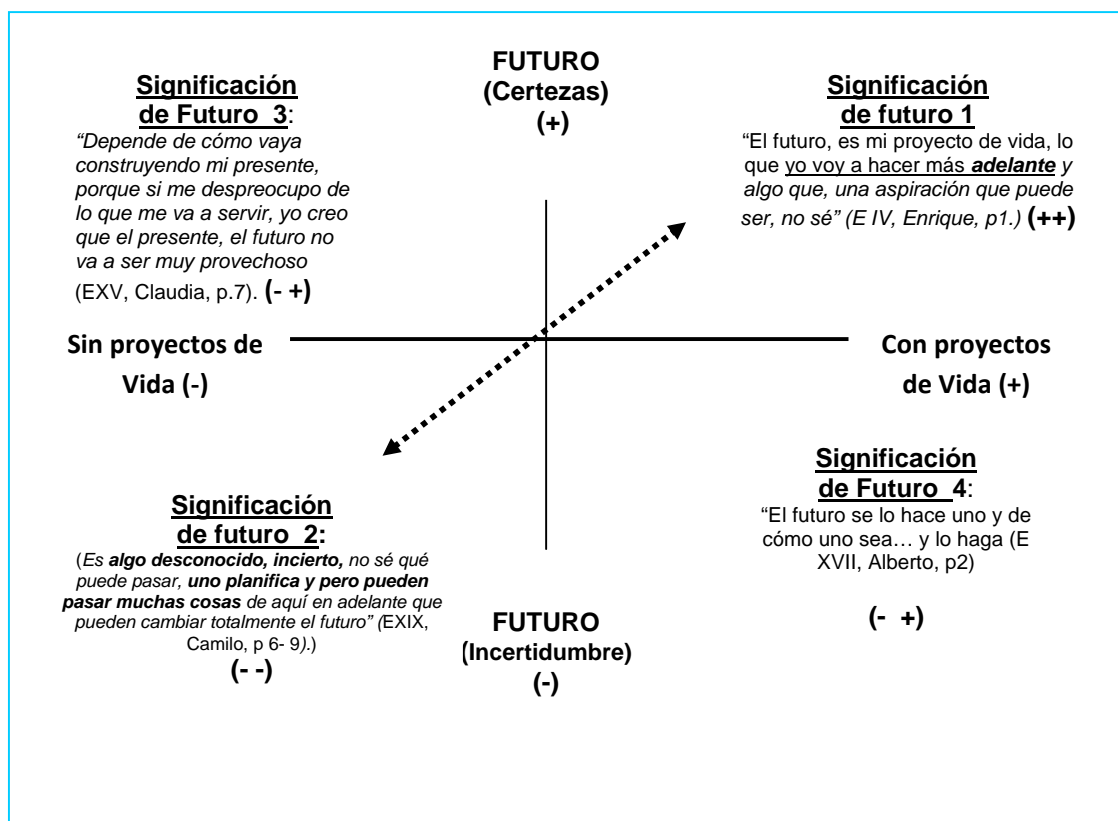 FUTURO
(Certezas)
(+)
Significación
de Futuro  3:
“Depende de cómo vaya
construyendo mi presente,
porque si me despreocupo de
lo que me va a servir, yo creo
que el presente, el futuro no
va a ser muy provechoso
(EXV, Claudia, p.7). (- +)
Significación
de futuro 1
“El futuro, es mi proyecto de vida, lo
que yo voy a hacer más adelante y
algo que, una aspiración que puede
ser, no sé” (E IV, Enrique, p1.) (++)
Sin proyectos de
Vida (-)
Con proyectos
de Vida (+)
Significación
de futuro  2:
(Es algo desconocido, incierto, no sé qué
puede pasar, uno planifica y pero pueden
pasar muchas cosas de aquí en adelante que
pueden cambiar totalmente el futuro” (EXIX,
Camilo, p 6- 9).)
(- -)
FUTURO
(Incertidumbre)
(-)
Significación
de Futuro  4:
“El futuro se lo hace uno y de
cómo uno sea… y lo haga (E
XVII, Alberto, p2)
(-  +)